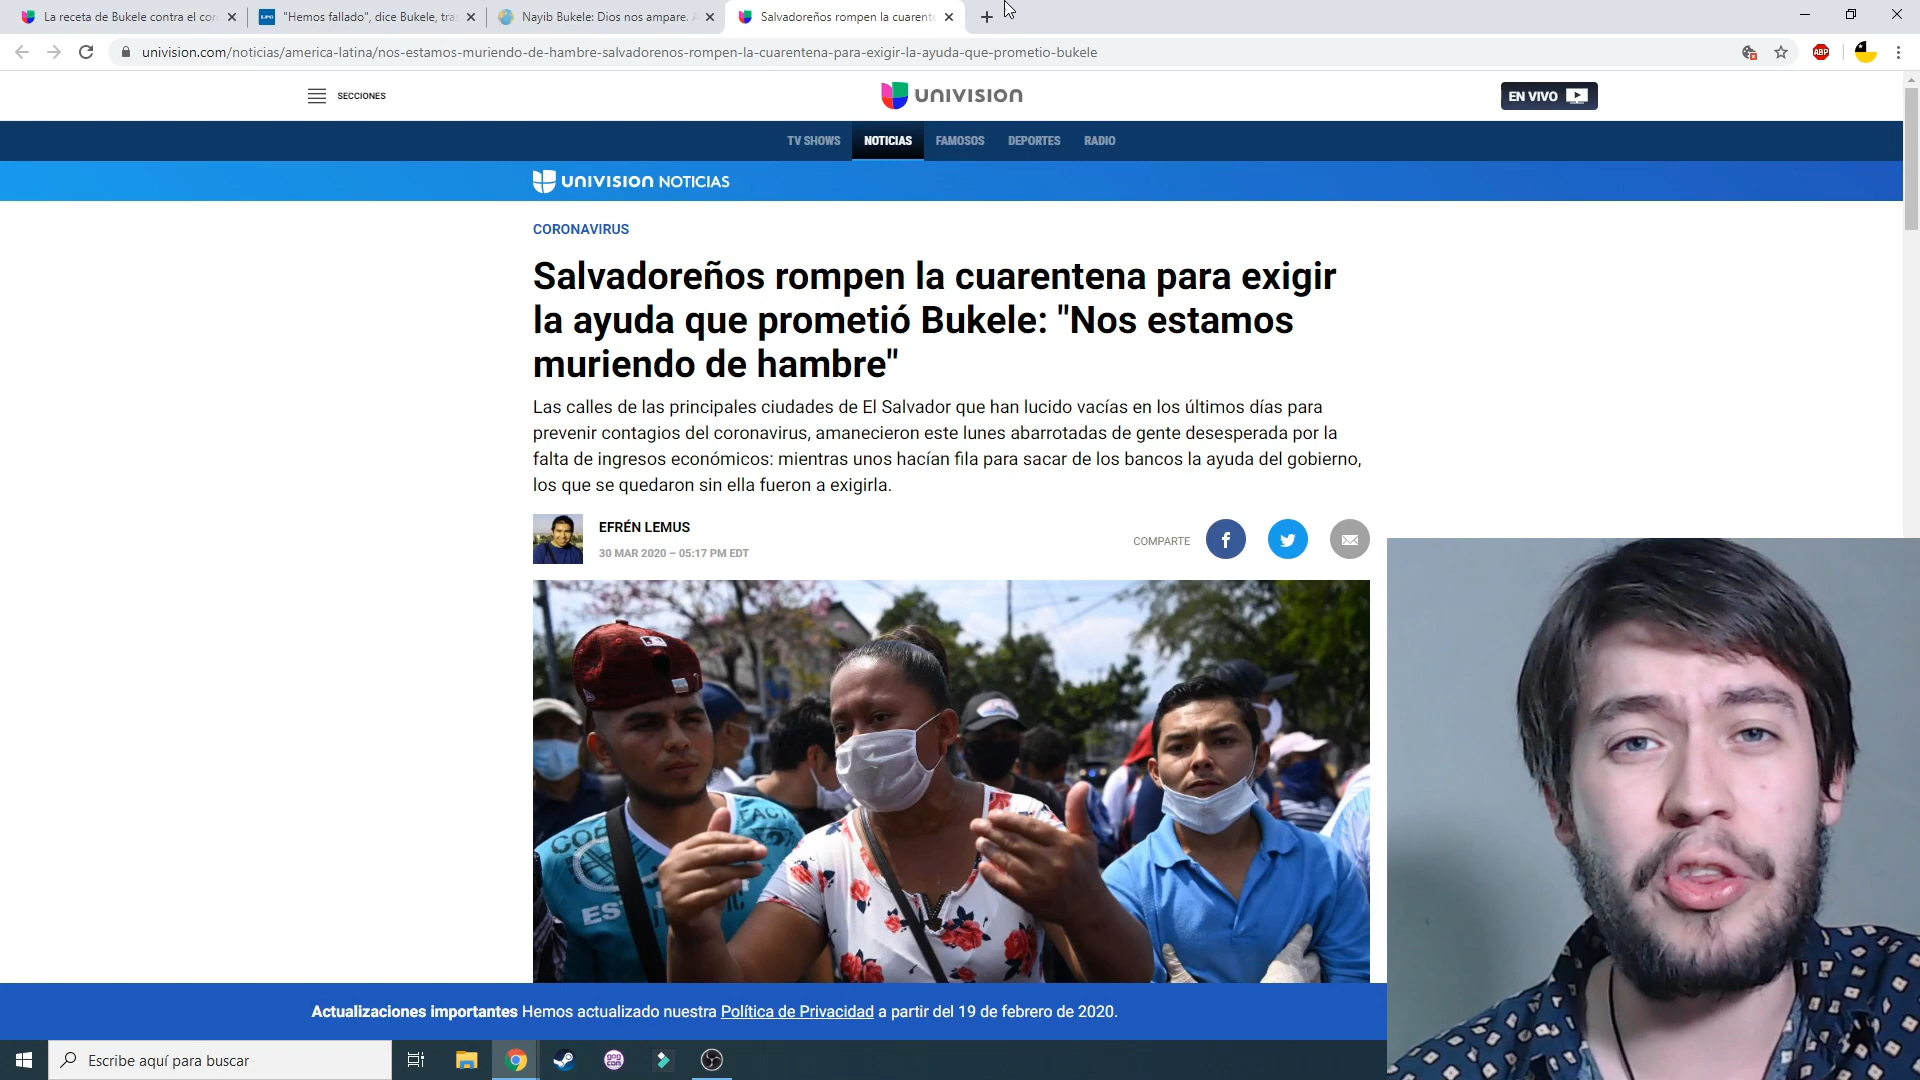 La receta de Bukele contra el cor
"Hemos fallado", dice Bukele, tra
Nayib Bukele: Dios nos ampare.
Salvadoreños rompen la cuarent
univision.com/noticias/america-latina/nos-estamos-muriendo-de-hambre-salvadorenos-rompen-la-cuarentena-para-exigir-la-ayuda-que-prometio-bukele
ABP
SECCIONES
UNIVISION
EN VIVO
TV SHOWS
NOTICIAS
FAMOSOS
DEPORTES
RADIO
UNIVISION NOTICIAS
CORONAVIRUS
Salvadoreños rompen la cuarentena para exigir
la ayuda que prometió Bukele: "Nos estamos
muriendo de hambre"
Las calles de las principales ciudades de El Salvador que han lucido vacías en los últimos días para
prevenir contagios del coronavirus, amanecieron este lunes abarrotadas de gente desesperada por la
falta de ingresos económicos: mientras unos hacían fila para sacar de los bancos la ayuda del gobierno,
los que se quedaron sin ella fueron a exigirla.
EFRÉN LEMUS
30 MAR 2020 – 05:17 PM EDT
COMPARTE
Actualizaciones importantes Hemos actualizado nuestra Política de Privacidad a partir del 19 de febrero de 2020.
Escribe aquí para buscar